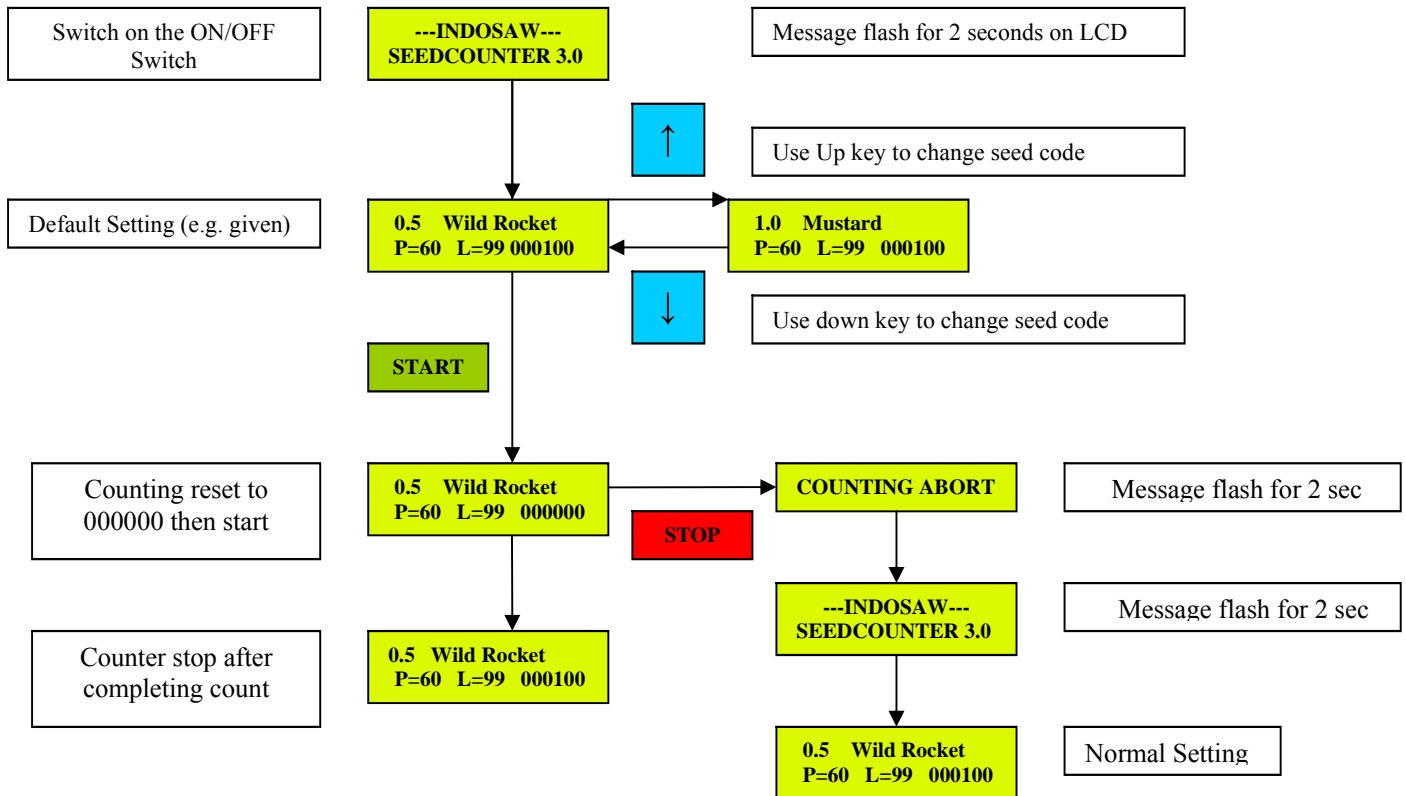 Switch on the ON/OFF
Switch
---INDOSAW---
SEEDCOUNTER 3.0
Message flash for 2 seconds on LCD
↑
Use Up key to change seed code
Default Setting (e.g. given)
0.5 Wild Rocket
P=60 L=99 000100
1.0 Mustard
P=60 L=99 000100
↓
Use down key to change seed code
START
Counting reset to
000000 then start
0.5 Wild Rocket
P=60 L=99 000000
COUNTING ABORT
Message flash for 2 sec
STOP
---INDOSAW---
SEEDCOUNTER 3.0
Message flash for 2 sec
Counter stop after
completing count
0.5 Wild Rocket
P=60 L=99 000100
0.5 Wild Rocket
P=60 L=99 000100
Normal Setting